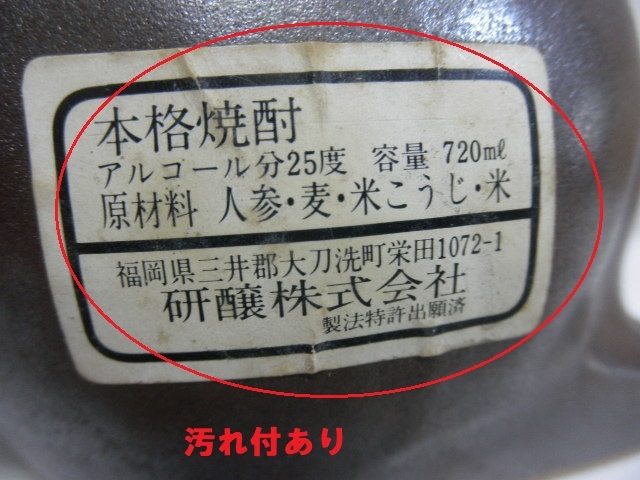 本格焼酎
アルコール分25度 容量 720mℓ
原材料 人参・麦・米こうじ・米
福岡県三井郡大刀洗町栄田1072-1
研醸株式会社
製法特許出願済
汚れ付あり